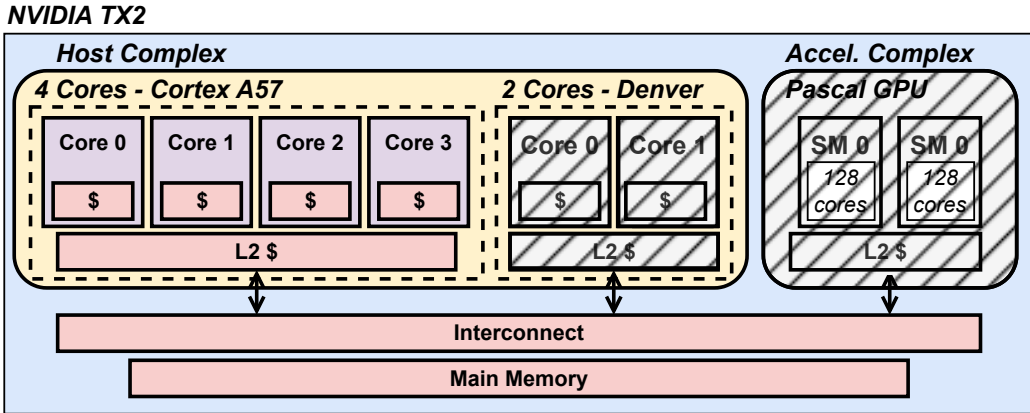 NVIDIA TX2
Host Complex
Accel. Complex
4 Cores - Cortex A57
2 Cores - Denver
Pascal GPU
Core 0
Core 1
Core 2
Core 3
Core 0
Core 1
SM 0
SM 0
128
cores
128
cores
$
$
$
$
$
$
L2 $
L2 $
L2 $
Interconnect
Main Memory